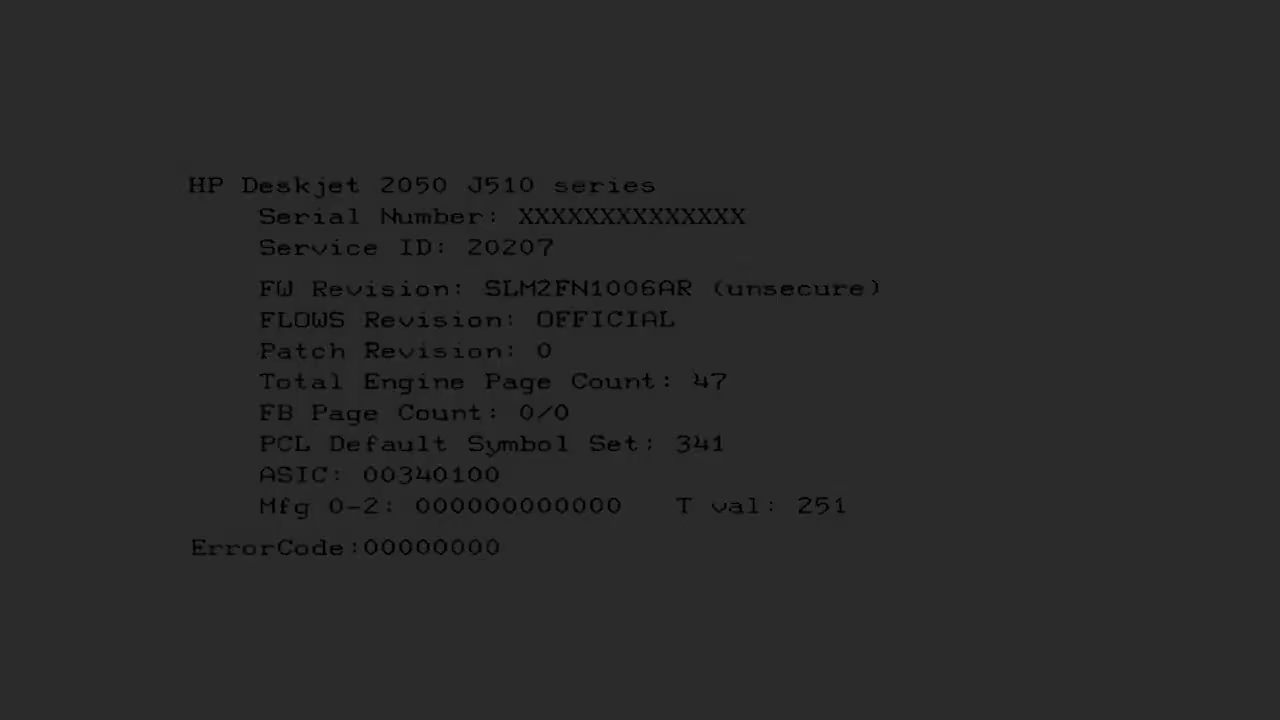 HP Deskjet 2050 J510 series
Serial Number: XXXXXXXXXXXXXX
Service ID: 20207
FW Revision: SLM2FN1006AR (unsecure)
FLOWS Revision: OFFICIAL
Patch Revision: 0
Total Engine Page Count: 47
FB Page Count: 0/0
PCL Default Symbol Set: 341
ASIC: 00340100
Mfg 0-2: 000000000000 T val: 251
ErrorCode:00000000